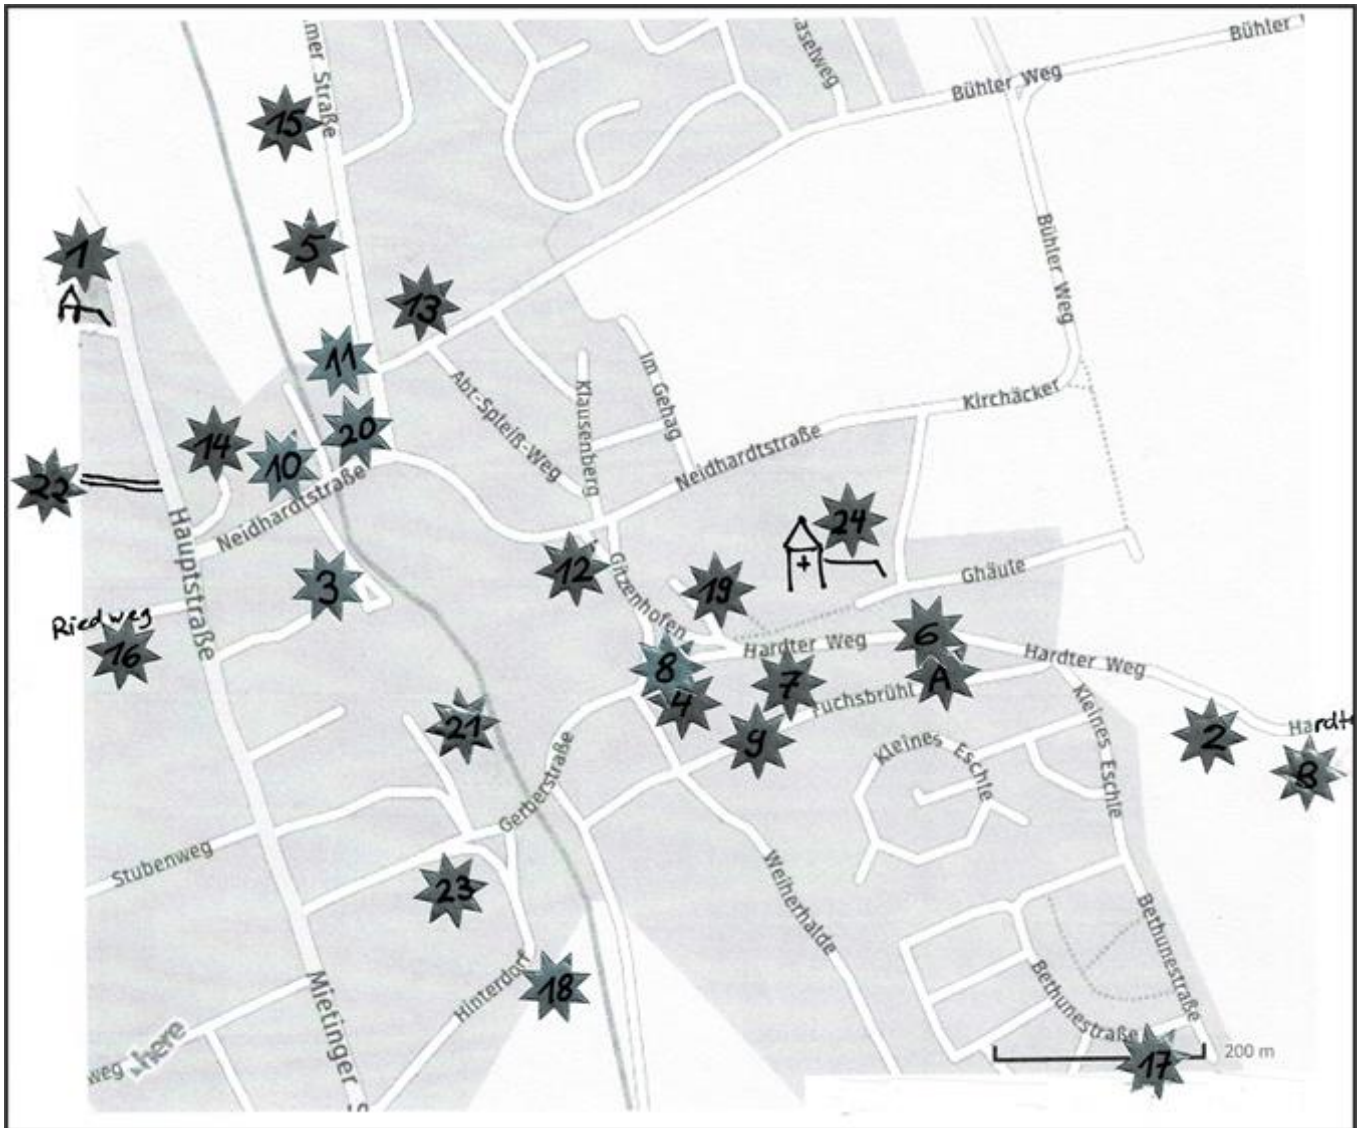 Bühler
aselweg
mer Straße
Bühler Weg
15
Bühler Weg
1
5
13
11
Im Gehag
Abt-Spleiß-Weg
Klausenberg
Kirchäcker
14
20
10
Neidhardtstraße
22
Neidhardtstraße
Hauptstraße
24
12
3
19
Gitzenhofen
Ghäule
Riedweg
16
6
Hardter Weg
Hardter Weg
8
7
A
4
Fuchsbrühl
21
9
2
Hardte
Kleines Eschle
Kleines Eschle
B
Gerberstraße
Stubenweg
23
Weiherhalde
Bethunestraße
Hinterdorf
18
Mietinger S
Bethunestraße
17
200 m
weg
here